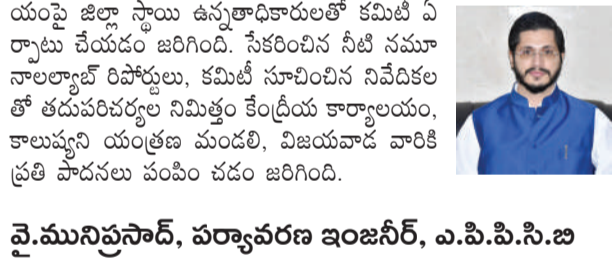 యంపై జిల్లా స్థాయి ఉన్నతాధికారులతో కమిటీ ఏ
ర్పాటు చేయడం జరిగింది. సేకరించిన నీటి నమూ
నాలల్యాబ్ రిపోర్టులు, కమిటీ సూచించిన నివేదికల
తో తదుపరిచర్యల నిమిత్తం కేంద్రీయ కార్యాలయం,
కాలుష్యని యంత్రణ మండలి, విజయవాడ వారికి
ప్రతి పాదనలు పంపిం చడం జరిగింది.
వై.మునిప్రసాద్, పర్యావరణ ఇంజనీర్, ఎ.పి.పి.సి.బి